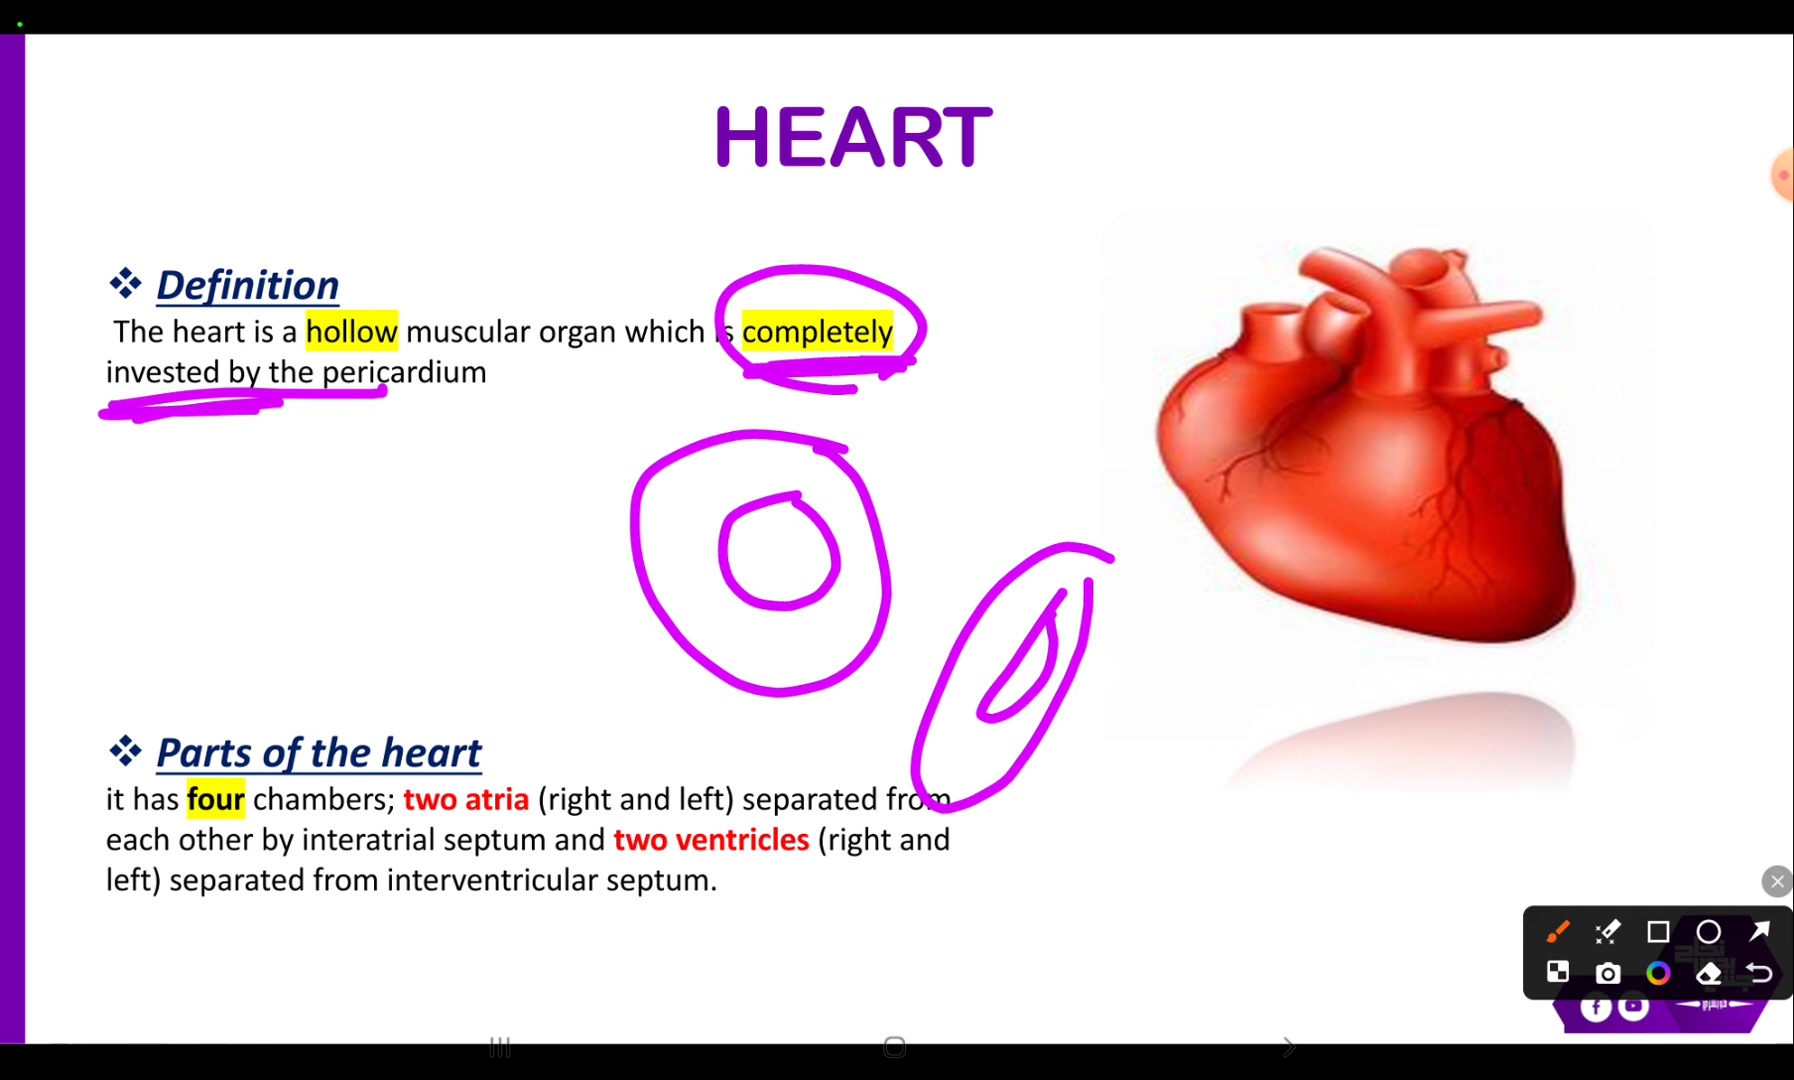 HEART
❖ Definition
The heart is a hollow muscular organ which is completely
invested by the pericardium
❖ Parts of the heart
it has four chambers; two atria (right and left) separated from
each other by interatrial septum and two ventricles (right and
left) separated from interventricular septum.